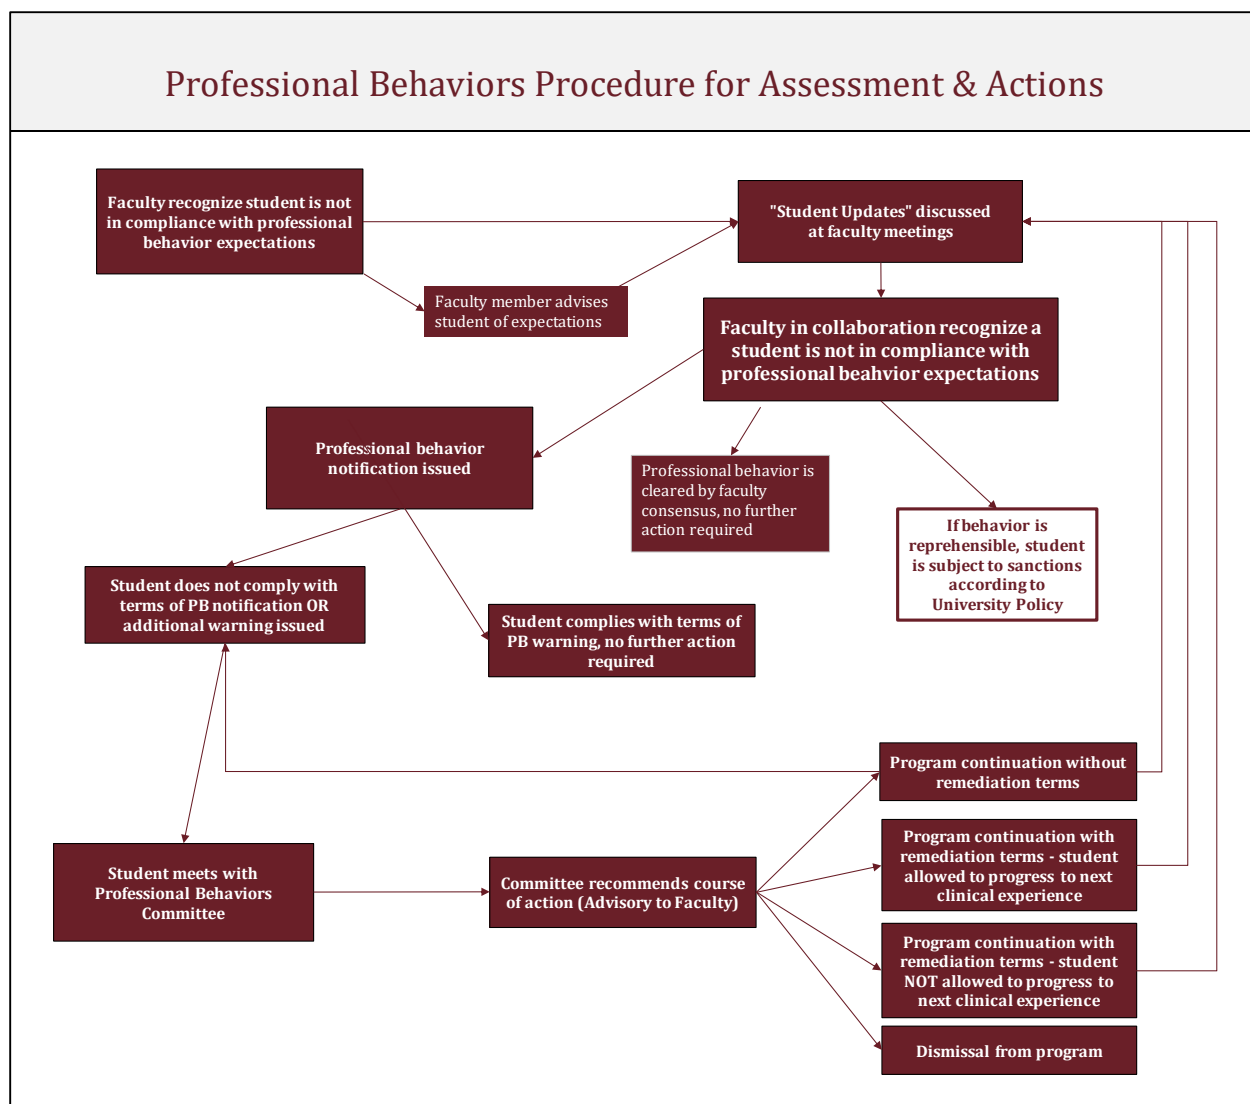 Professional Behaviors Procedure for Assessment & Actions
Faculty recognize student is not
in compliance with professional
behavior expectations
"Student Updates" discussed
at faculty meetings
Faculty member advises
student of expectations
Faculty in collaboration recognize a
student is not in compliance with
professional beahvior expectations
Professional behavior
notification issued
Professional behavior is
cleared by faculty
consensus, no further
action required
If behavior is
reprehensible, student
is subject to sanctions
according to
University Policy
Student does not comply with
terms of PB notification OR
additional warning issued
Student complies with terms of
PB warning, no further action
required
Program continuation without
remediation terms
Program continuation with
remediation terms - student
allowed to progress to next
clinical experience
Student meets with
Professional Behaviors
Committee
Committee recommends course
of action (Advisory to Faculty)
Program continuation with
remediation terms - student
NOT allowed to progress to
next clinical experience
Dismissal from program